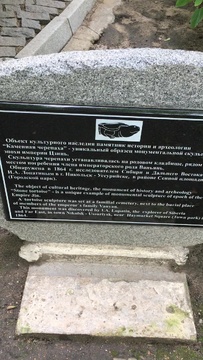 Объект культурного наследия памятник истории и археологии
"Каменная черепаха" - уникальный образец монументальной скульптуры
эпохи империи Цзинь.
Скульптура черепахи устанавливалась на родовом кладбище, рядом с
местом погребения члена императорского рода Ваньянь.
Обнаружена в 1864 г. исследователем Сибири и Дальнего Востока
И.А. Лопатиным в с. Никольск - Уссурийске, в районе Сенной площади
(Городской парк).
The object of cultural heritage, the monument of history and archeology
"Stone tortoise" - is a unique example of monumental sculpture of epoch of the
Empire Jin.
A tortoise sculpture was set at a familial cemetery, next to the burial place
of members of the emperor's family Vanyan.
This monument was discovered by I.A. Lopatin, the explorer of Siberia
and Far East, in town Nikolsk - Ussuriysk, near Haymarket Square (Town park) in
1864.